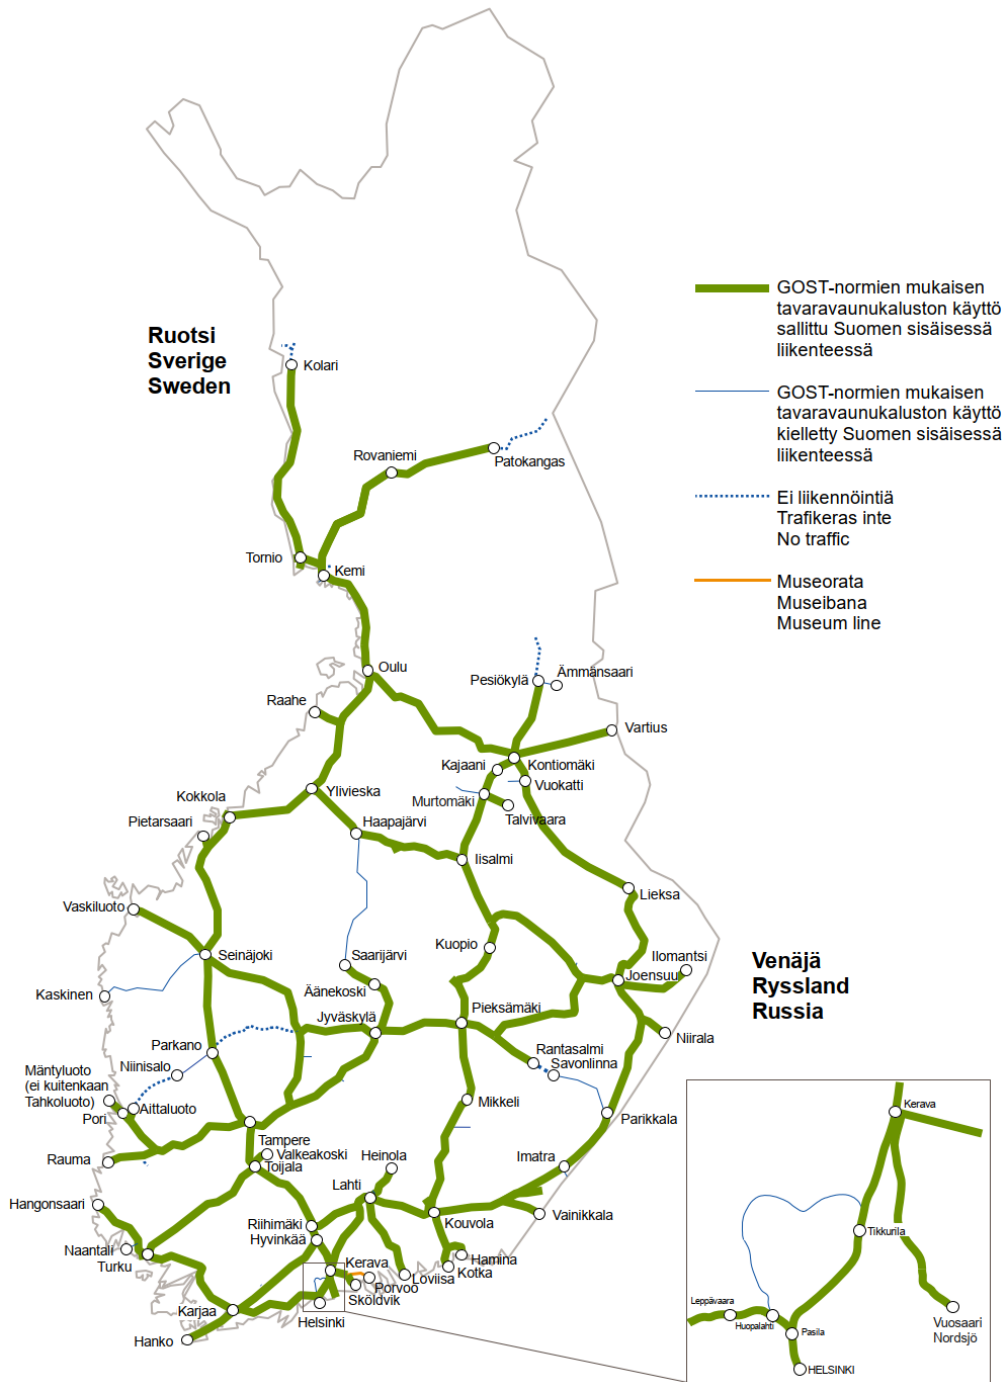 Ruotsi
Sverige
Sweden
GOST-normien mukaisen
tavaravaunukaluston käyttö
sallittu Suomen sisäisessä
liikenteessä
GOST-normien mukaisen
tavaravaunukaluston käyttö
kielletty Suomen sisäisessä
liikenteessä
Ei liikennöintiä
Trafikeras inte
No traffic
Museorata
Museibana
Museum line
Kolari
Rovaniemi
Patokangas
Tornio
Kemi
Oulu
Pesiökylä
Ämmänsaari
Raahe
Vartius
Kajaani
Kontiomäki
Vuokatti
Ylivieska
Murtomäki
Talvivaara
Kokkola
Pietarsaari
Haapajärvi
Iisalmi
Lieksa
Vaskiluoto
Seinäjoki
Kuopio
Saarijärvi
Ilomantsi
Joensuu
Kaskinen
Äänekoski
Jyväskylä
Pieksämäki
Venäjä
Ryssland
Russia
Niirala
Parkano
Niinisalo
Rantasalmi
Savonlinna
Mäntyluoto
(ei kuitenkaan
Tahkoluoto)
Aittaluoto
Pori
Mikkeli
Parikkala
Tampere
Valkeakoski
Toijala
Rauma
Heinola
Imatra
Lahti
Hangonsaari
Riihimäki
Hyvinkää
Kouvola
Vainikkala
Naantali
Turku
Kerava
Porvoo
Sköldvik
Loviisa
Hamina
Kotka
Karjaa
Helsinki
Hanko
Kerava
Tikkurila
Leppävaara
Huopalahti
Pasila
Vuosaari
Nordsjö
HELSINKI